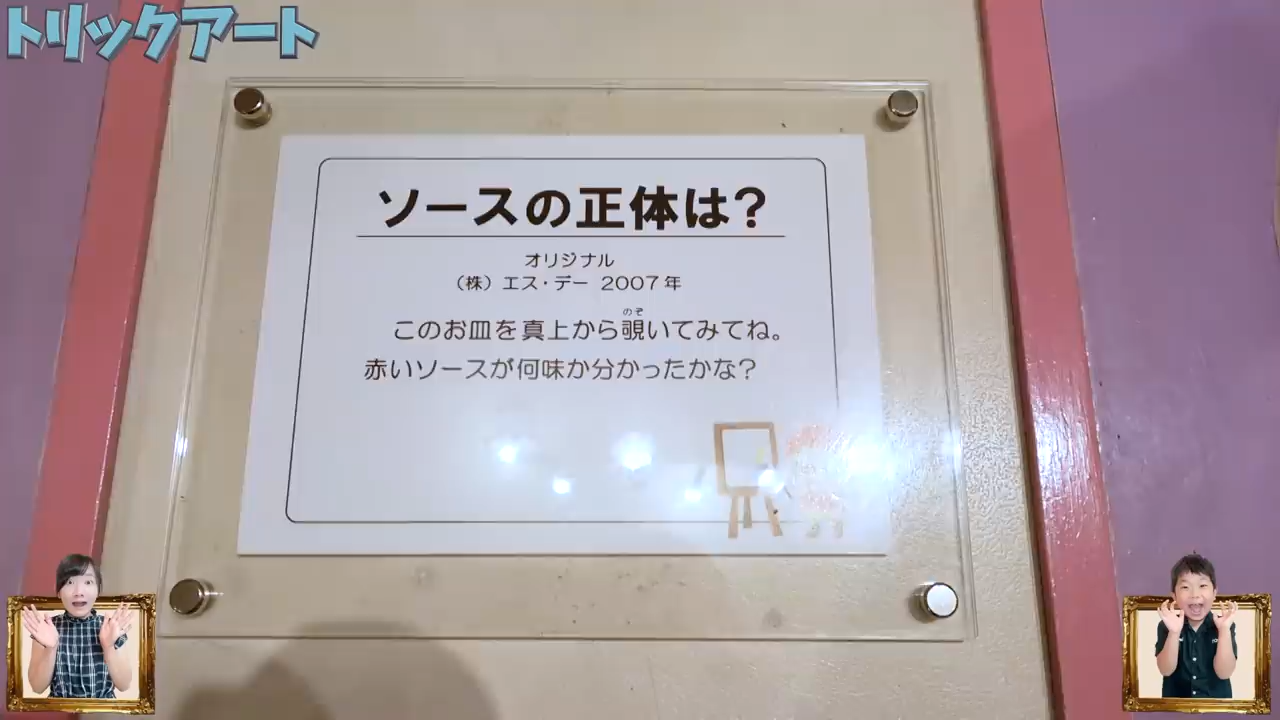 トリックアート
ソースの正体は?
オリジナル
（株）エス・デー 2007年
のぞ
このお皿を真上から覗いてみてね。
赤いソースが何味か分かったかな?